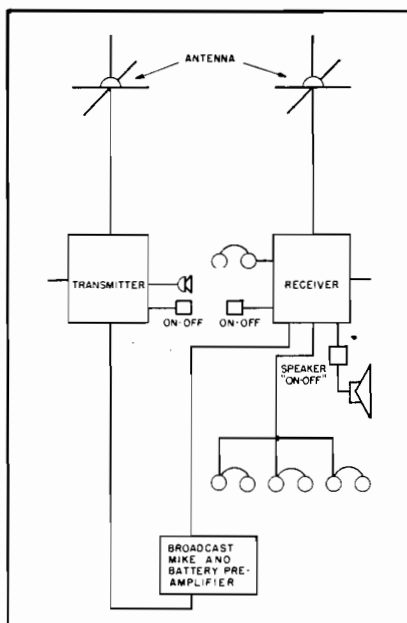 ANTENNA
TRANSMITTER
RECEIVER
ON-OFF
ON-OFF
SPEAKER
"ON-OFF"
BROADCAST
MIKE AND
BATTERY PRE-
AMPLIFIER